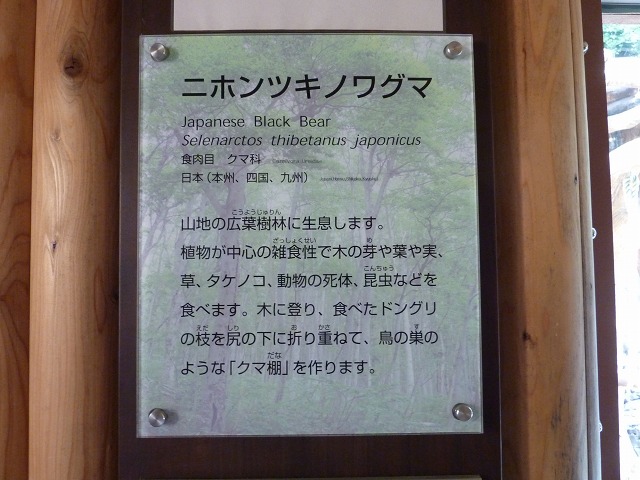 ニホンツキノワグマ
Japanese Black Bear
Selenarctos thibetanus japonicus
食肉目 クマ科
日本（本州、四国、九州）
山地の広葉樹林に生息します。
植物が中心の雑食性で木の芽や葉や実、
草、タケノコ、動物の死体、昆虫などを
食べます。木に登り、食べたドングリ
の枝を尻の下に折り重ねて、鳥の巣の
ような「クマ棚」を作ります。